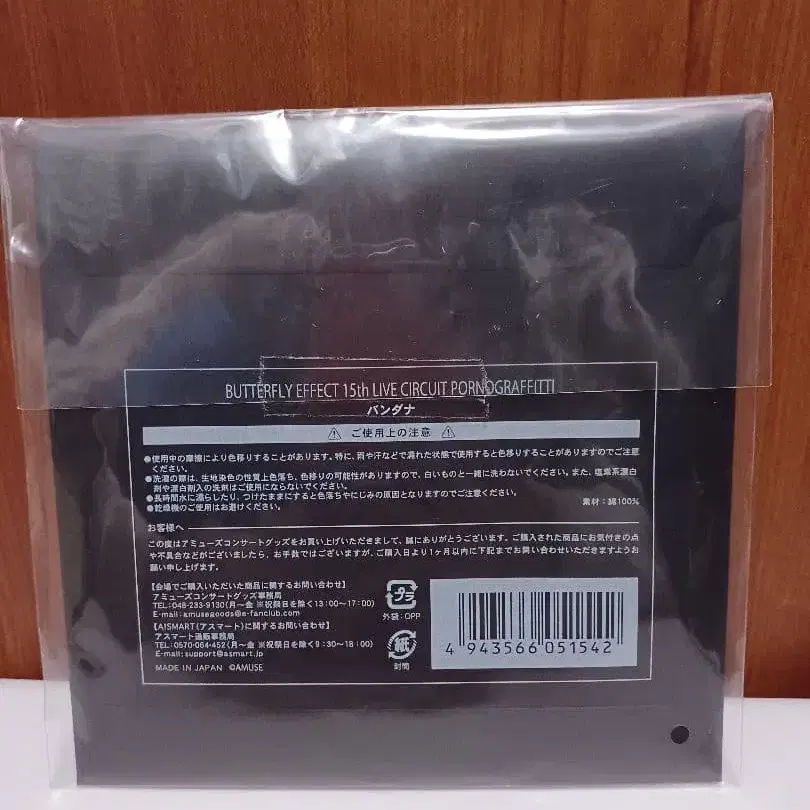 BUTTERFLY EFFECT 15th LIVE CIRCUIT PORNOGRAFFITTI
バンダナ
⚠ ご使用上の注意 ⚠
●使用中の摩擦により色移りすることがあります。特に、雨や汗などで濡れた状態で使用すると色移りすることがありますのでご注意
ください。
●洗濯の際は、生地染色の性質上色落ち、色移りの可能性がありますので、白いものと一緒に洗わないでください。また、塩素系漂白
剤や漂白剤入の洗剤はご使用にならないでください。
●長時間水に濡らしたり、つけたままにすると色落ちやにじみの原因となりますのでご注意ください。
●乾燥機のご使用はお避けください。
素材：綿100%
お客様へ
この度はアミューズコンサートグッズをお買い上げいただきまして、誠にありがとうございます。ご購入された商品にお気付きの点
や不具合などがございましたら、お手数ではございますが、ご購入日より1ヶ月以内に下記までお問い合わせいただきますようお
願い申し上げます。
【会場でご購入いただいた商品に関するお問い合わせ】
アミューズコンサートグッズ事務局
TEL:048-233-9130(月〜金 ※祝祭日を除く13:00〜17:00)
E-mail:amusegoods@e-fanclub.com
【A!SMART(アスマート)に関するお問い合わせ】
アスマート通販事務局
TEL:0570-064-452(月〜金 ※祝祭日を除く9:30〜18:00)
E-mail:support@asmart.jp
MADE IN JAPAN ©AMUSE
プラ
外袋:OPP
紙
封筒
4 943566 051542